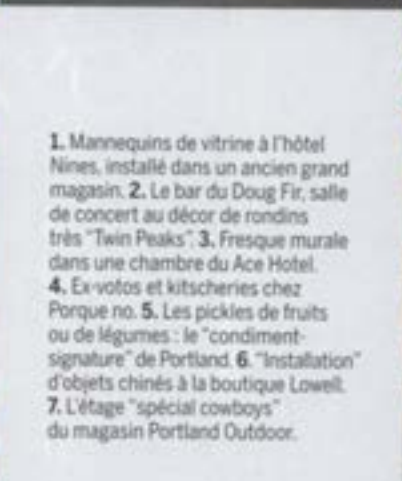 1. Mannequins de vitrine à l'hôtel
Nines, installé dans un ancien grand
magasin. 2. Le bar du Doug Fir, salle
de concert au décor de rondins
très "Twin Peaks". 3. Fresque murale
dans une chambre du Ace Hotel.
4. Ex-votos et kitscheries chez
Porque no. 5. Les pickles de fruits
ou de légumes : le "condiment-
signature" de Portland. 6. "Installation"
d'objets chinés à la boutique Lowell.
7. L'étage "spécial cowboys"
du magasin Portland Outdoor.